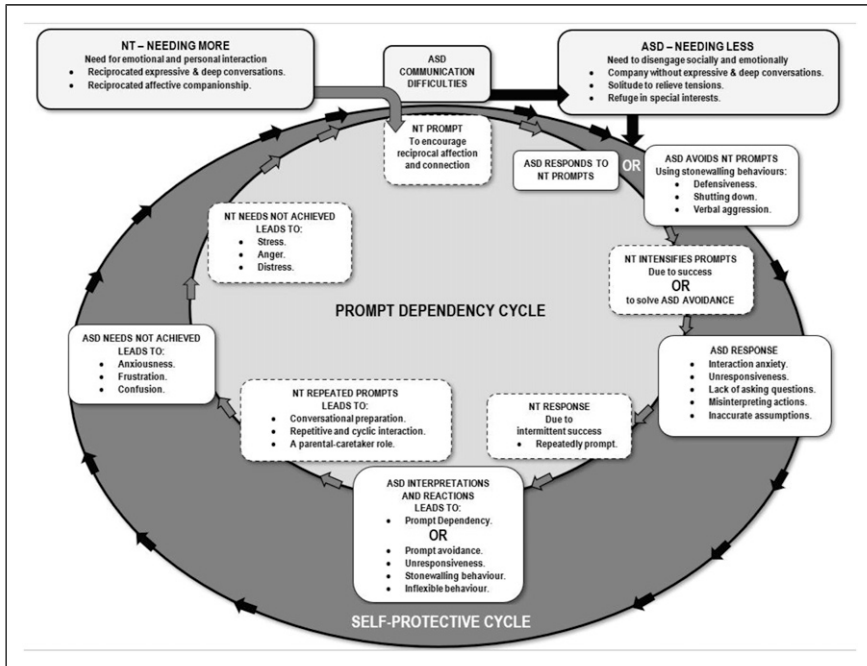 NT – NEEDING MORE
Need for emotional and personal interaction
• Reciprocated expressive & deep conversations.
• Reciprocated affective companionship.
ASD
COMMUNICATION
DIFFICULTIES
ASD – NEEDING LESS
Need to disengage socially and emotionally
• Company without expressive & deep conversations.
• Solitude to relieve tensions.
• Refuge in special interests.
NT PROMPT
To encourage
reciprocal affection
and connection
ASD RESPONDS TO
NT PROMPTS
OR
ASD AVOIDS NT PROMPTS
Using stonewalling behaviours:
• Defensiveness.
• Shutting down.
• Verbal aggression.
NT INTENSIFIES PROMPTS
Due to success
OR
to solve ASD AVOIDANCE
ASD RESPONSE
• Interaction anxiety.
• Unresponsiveness.
• Lack of asking questions.
• Misinterpreting actions.
• Inaccurate assumptions.
NT RESPONSE
Due to
intermittent success
• Repeatedly prompt.
ASD INTERPRETATIONS
AND REACTIONS
LEADS TO:
• Prompt Dependency.
OR
• Prompt avoidance.
• Unresponsiveness.
• Stonewalling behaviour.
• Inflexible behaviour.
NT REPEATED PROMPTS
LEADS TO:
• Conversational preparation.
• Repetitive and cyclic interaction.
• A parental-caretaker role.
ASD NEEDS NOT ACHIEVED
LEADS TO:
• Anxiousness.
• Frustration.
• Confusion.
NT NEEDS NOT ACHIEVED
LEADS TO:
• Stress.
• Anger.
• Distress.
PROMPT DEPENDENCY CYCLE
SELF-PROTECTIVE CYCLE